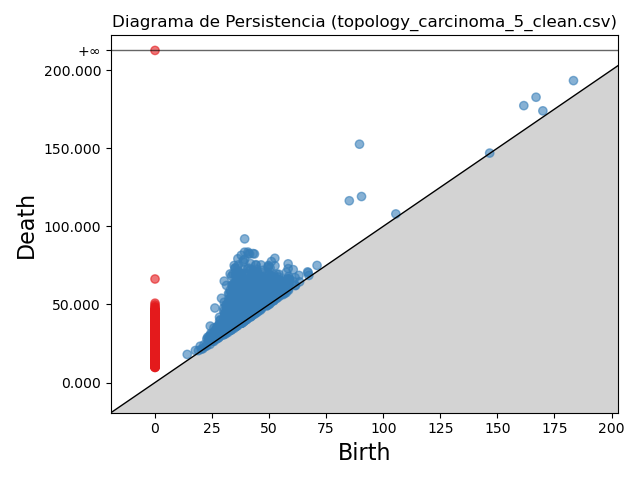 Diagrama de Persistencia (topology_carcinoma_5_clean.csv)
+∞
200.000
150.000
100.000
50.000
0.000
Death
0 25 50 75 100 125 150 175 200
Birth